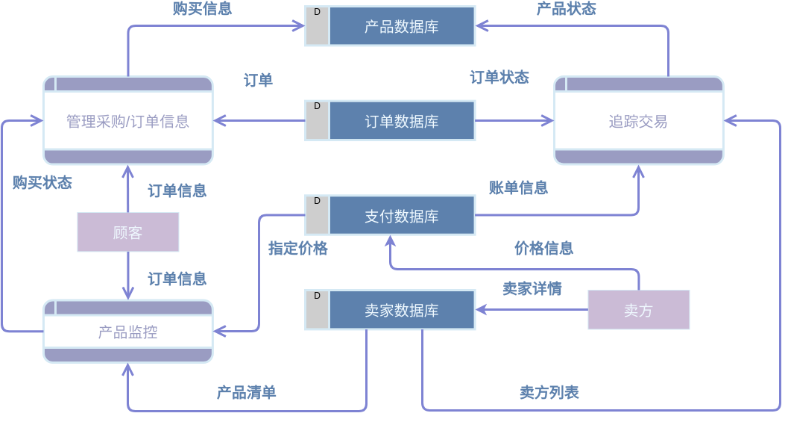 购买信息
D
产品数据库
产品状态
订单
订单状态
管理采购/订单信息
D
订单数据库
追踪交易
购买状态
订单信息
账单信息
顾客
D
支付数据库
指定价格
价格信息
订单信息
卖家详情
D
卖家数据库
卖方
产品监控
产品清单
卖方列表